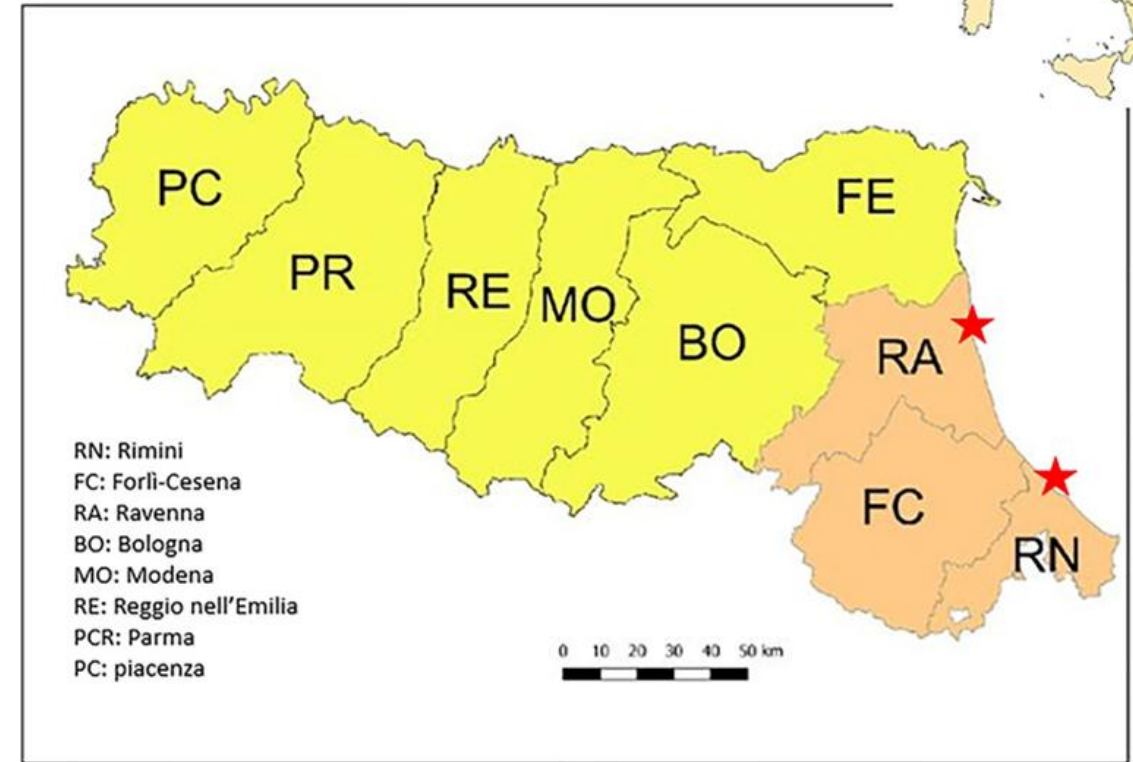 PC
PR
RE
MO
BO
FE
RA
FC
RN
RN: Rimini
FC: Forlì-Cesena
RA: Ravenna
BO: Bologna
MO: Modena
RE: Reggio nell'Emilia
PCR: Parma
PC: piacenza
0 10 20 30 40 50 km